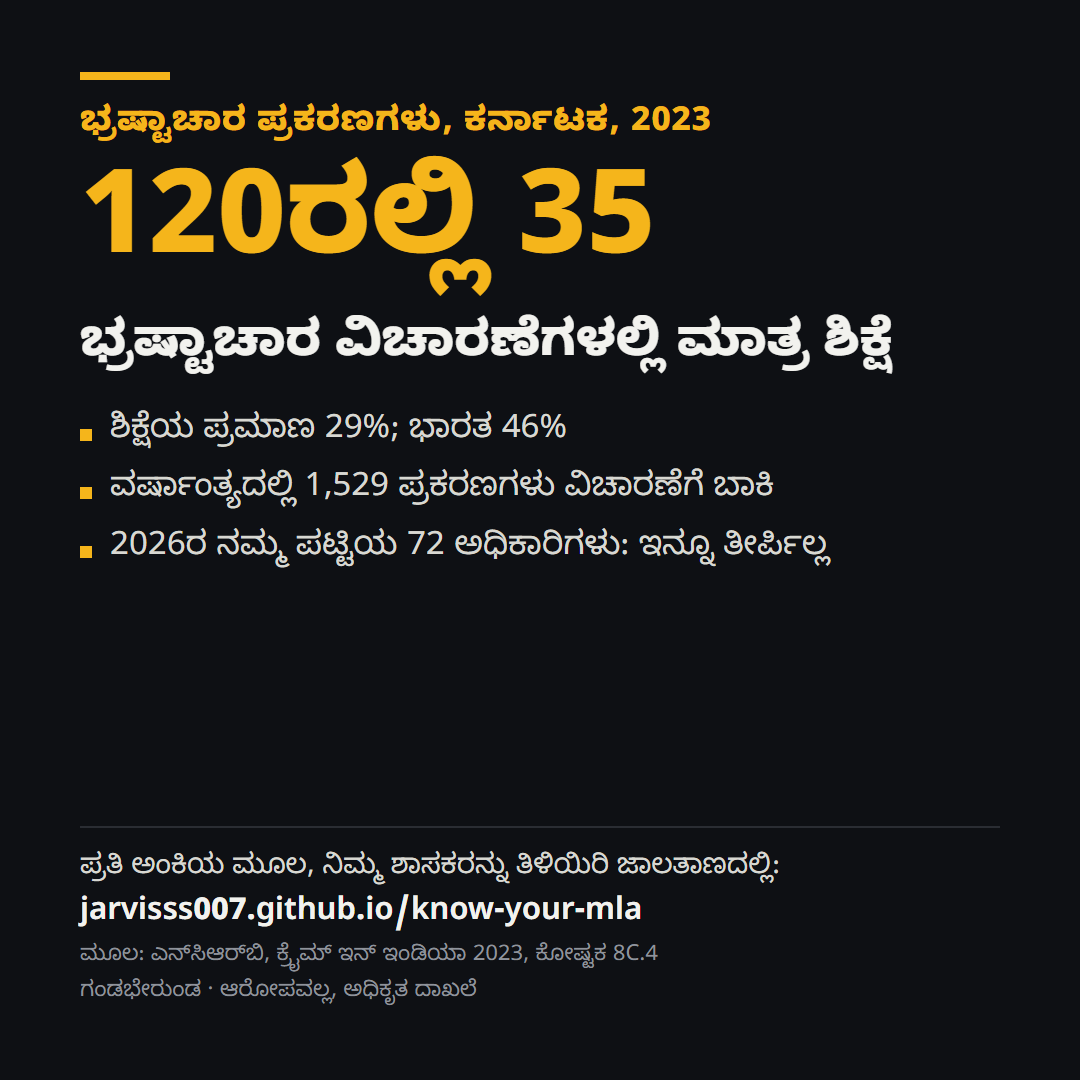 ಭ್ರಷ್ಟಾಚಾರ ಪ್ರಕರಣಗಳು, ಕರ್ನಾಟಕ, 2023
120ರಲ್ಲಿ 35
ಭ್ರಷ್ಟಾಚಾರ ವಿಚಾರಣೆಗಳಲ್ಲಿ ಮಾತ್ರ ಶಿಕ್ಷೆ
ಶಿಕ್ಷೆಯ ಪ್ರಮಾಣ 29%; ಭಾರತ 46%
ವರ್ಷಾಂತ್ಯದಲ್ಲಿ 1,529 ಪ್ರಕರಣಗಳು ವಿಚಾರಣೆಗೆ ಬಾಕಿ
2026ರ ನಮ್ಮ ಪಟ್ಟಿಯ 72 ಅಧಿಕಾರಿಗಳು: ಇನ್ನೂ ತೀರ್ಪಿಲ್ಲ
ಪ್ರತಿ ಅಂಕಿಯ ಮೂಲ, ನಿಮ್ಮ ಶಾಸಕರನ್ನು ತಿಳಿಯಿರಿ ಜಾಲತಾಣದಲ್ಲಿ:
jarvisss007.github.io/know-your-mla
ಮೂಲ: ಎನ್‌ಸಿಆರ್‌ಬಿ, ಕ್ರೈಮ್ ಇನ್ ಇಂಡಿಯಾ 2023, ಕೋಷ್ಟಕ 8C.4
ಗಂಡಭೇರುಂಡ · ಆರೋಪವಲ್ಲ, ಅಧಿಕೃತ ದಾಖಲೆ